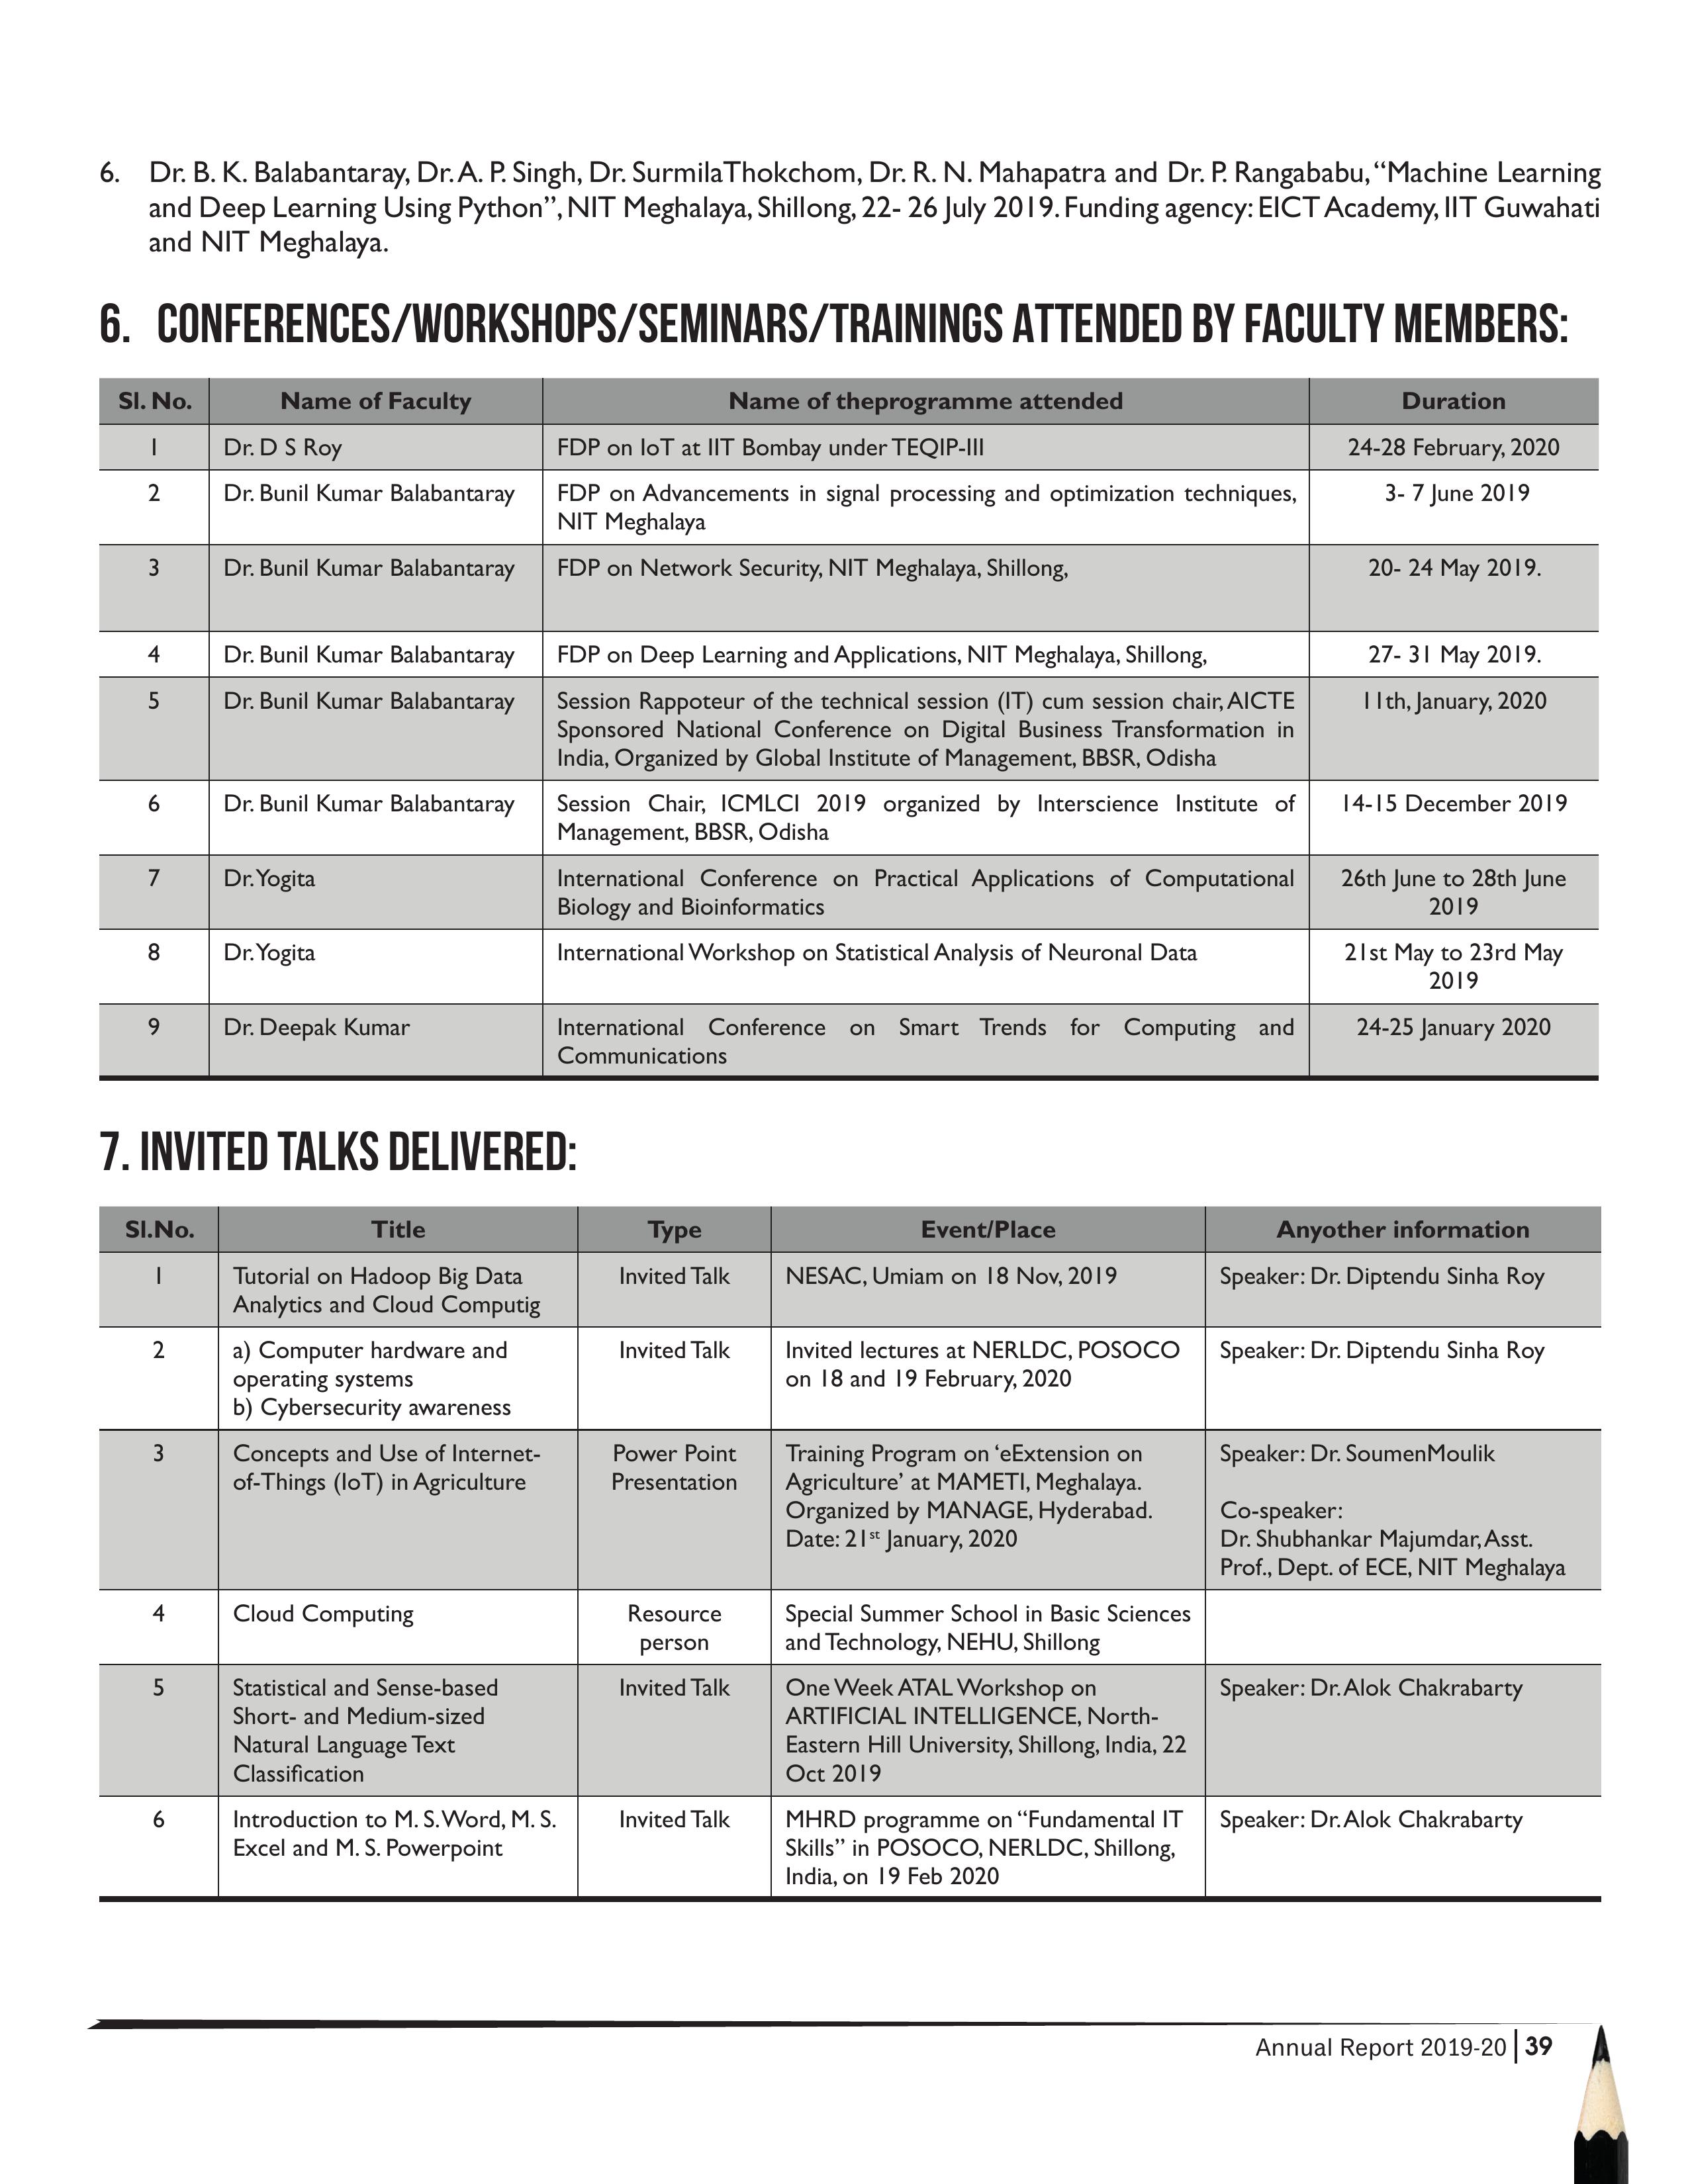 6. Dr. B. K. Balabantaray, Dr. A. P. Singh, Dr. SurmilaThokchom, Dr. R. N. Mahapatra and Dr. P. Rangababu, “Machine Learning
and Deep Learning Using Python”, NIT Meghalaya, Shillong, 22- 26 July 2019. Funding agency: EICT Academy, IIT Guwahati
and NIT Meghalaya.
6. CONFERENCES/WORKSHOPS/SEMINARS/TRAININGS ATTENDED BY FACULTY MEMBERS:
Sl. No. Name of Faculty Name of theprogramme attended Duration
1 Dr. D S Roy FDP on IoT at IIT Bombay under TEQIP-III 24-28 February, 2020
2 Dr. Bunil Kumar Balabantaray FDP on Advancements in signal processing and optimization techniques, 3- 7 June 2019
NIT Meghalaya
3 Dr. Bunil Kumar Balabantaray FDP on Network Security, NIT Meghalaya, Shillong, 20- 24 May 2019.
4 Dr. Bunil Kumar Balabantaray FDP on Deep Learning and Applications, NIT Meghalaya, Shillong, 27- 31 May 2019.
5 Dr. Bunil Kumar Balabantaray Session Rappoteur of the technical session (IT) cum session chair, AICTE 11th, January, 2020
Sponsored National Conference on Digital Business Transformation in
India, Organized by Global Institute of Management, BBSR, Odisha
6 Dr. Bunil Kumar Balabantaray Session Chair, ICMLCI 2019 organized by Interscience Institute of 14-15 December 2019
Management, BBSR, Odisha
7 Dr. Yogita International Conference on Practical Applications of Computational 26th June to 28th June
Biology and Bioinformatics 2019
8 Dr. Yogita International Workshop on Statistical Analysis of Neuronal Data 21st May to 23rd May
2019
9 Dr. Deepak Kumar International Conference on Smart Trends for Computing and 24-25 January 2020
Communications
7. INVITED TALKS DELIVERED:
Sl.No. Title Type Event/Place Anyother information
1 Tutorial on Hadoop Big Data Invited Talk NESAC, Umiam on 18 Nov, 2019 Speaker: Dr. Diptendu Sinha Roy
Analytics and Cloud Computig
2 a) Computer hardware and Invited Talk Invited lectures at NERLDC, POSOCO Speaker: Dr. Diptendu Sinha Roy
operating systems on 18 and 19 February, 2020
b) Cybersecurity awareness
3 Concepts and Use of Internet- Power Point Training Program on ‘eExtension on Speaker: Dr. SoumenMoulik
of-Things (IoT) in Agriculture Presentation Agriculture’ at MAMETI, Meghalaya.
Organized by MANAGE, Hyderabad. Co-speaker:
Date: 21st January, 2020 Dr. Shubhankar Majumdar, Asst.
Prof., Dept. of ECE, NIT Meghalaya
4 Cloud Computing Resource Special Summer School in Basic Sciences
person and Technology, NEHU, Shillong
5 Statistical and Sense-based Invited Talk One Week ATAL Workshop on Speaker: Dr. Alok Chakrabarty
Short- and Medium-sized ARTIFICIAL INTELLIGENCE, North-
Natural Language Text Eastern Hill University, Shillong, India, 22
Classification Oct 2019
6 Introduction to M. S. Word, M. S. Invited Talk MHRD programme on “Fundamental IT Speaker: Dr. Alok Chakrabarty
Excel and M. S. Powerpoint Skills” in POSOCO, NERLDC, Shillong,
India, on 19 Feb 2020
Annual Report 2019-20 39